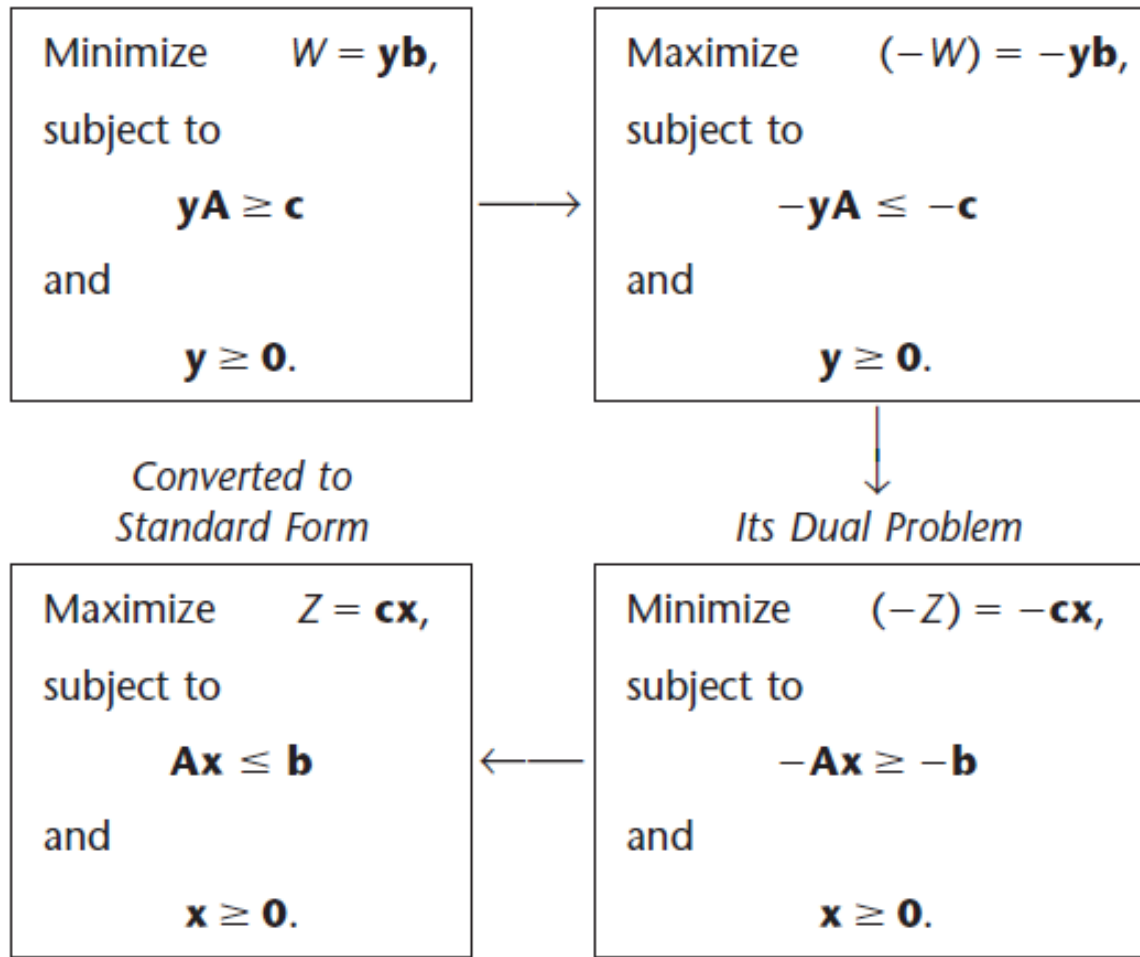 Minimize W = yb,
subject to
yA ≥ c
and
y ≥ 0.
Maximize (−W) = −yb,
subject to
−yA ≤ −c
and
y ≥ 0.
Converted to
Standard Form
Its Dual Problem
Maximize Z = cx,
subject to
Ax ≤ b
and
x ≥ 0.
Minimize (−Z) = −cx,
subject to
−Ax ≥ −b
and
x ≥ 0.